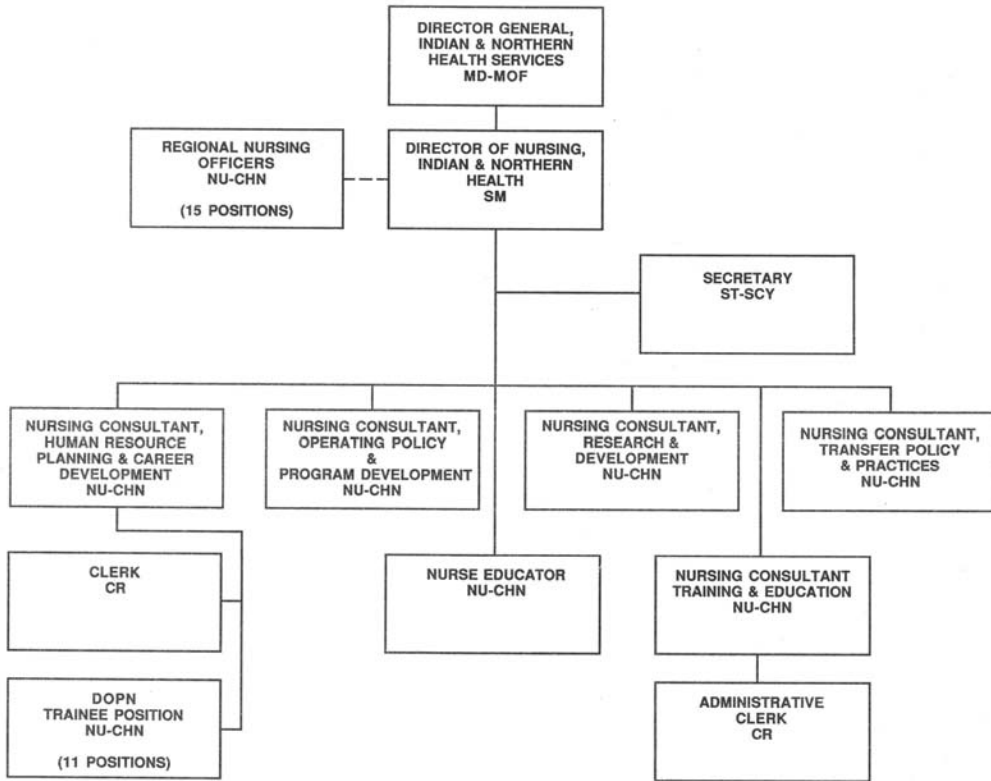 DIRECTOR GENERAL,
INDIAN & NORTHERN
HEALTH SERVICES
MD-MOF
REGIONAL NURSING
OFFICERS
NU-CHN
(15 POSITIONS)
DIRECTOR OF NURSING,
INDIAN & NORTHERN
HEALTH
SM
SECRETARY
ST-SCY
NURSING CONSULTANT,
HUMAN RESOURCE
PLANNING & CAREER
DEVELOPMENT
NU-CHN
NURSING CONSULTANT,
OPERATING POLICY
&
PROGRAM DEVELOPMENT
NU-CHN
NURSING CONSULTANT,
RESEARCH &
DEVELOPMENT
NU-CHN
NURSING CONSULTANT,
TRANSFER POLICY
& PRACTICES
NU-CHN
CLERK
CR
NURSE EDUCATOR
NU-CHN
NURSING CONSULTANT
TRAINING & EDUCATION
NU-CHN
DOPN
TRAINEE POSITION
NU-CHN
(11 POSITIONS)
ADMINISTRATIVE
CLERK
CR